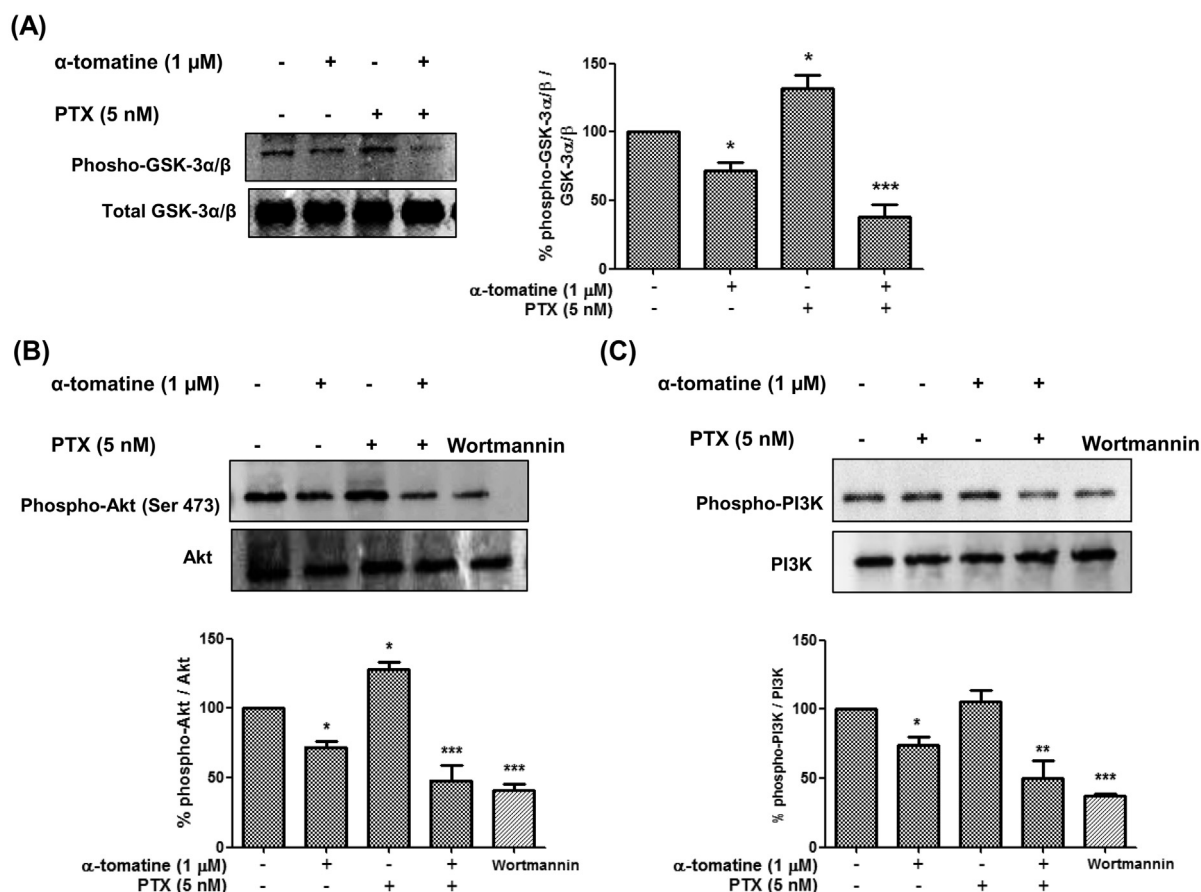 (A)
α-tomatine (1 µM) - + - +
PTX (5 nM) - - + +
Phosho-GSK-3α/β
Total GSK-3α/β
% phospho-GSK-3α/β /
GSK-3α/β
150
100
50
0
* * ***
α-tomatine (1 µM) - + - +
PTX (5 nM) - - + +
(B)
α-tomatine (1 µM) - + - +
PTX (5 nM) - - + + Wortmannin
Phospho-Akt (Ser 473)
Akt
% phospho-Akt / Akt
150
100
50
0
* * *** ***
α-tomatine (1 µM) - + - + Wortmannin
PTX (5 nM) - - + +
(C)
α-tomatine (1 µM) - - + +
PTX (5 nM) - + - + Wortmannin
Phospho-PI3K
PI3K
% phospho-PI3K / PI3K
150
100
50
0
* ** ***
α-tomatine (1 µM) - + - + Wortmannin
PTX (5 nM) - - + +